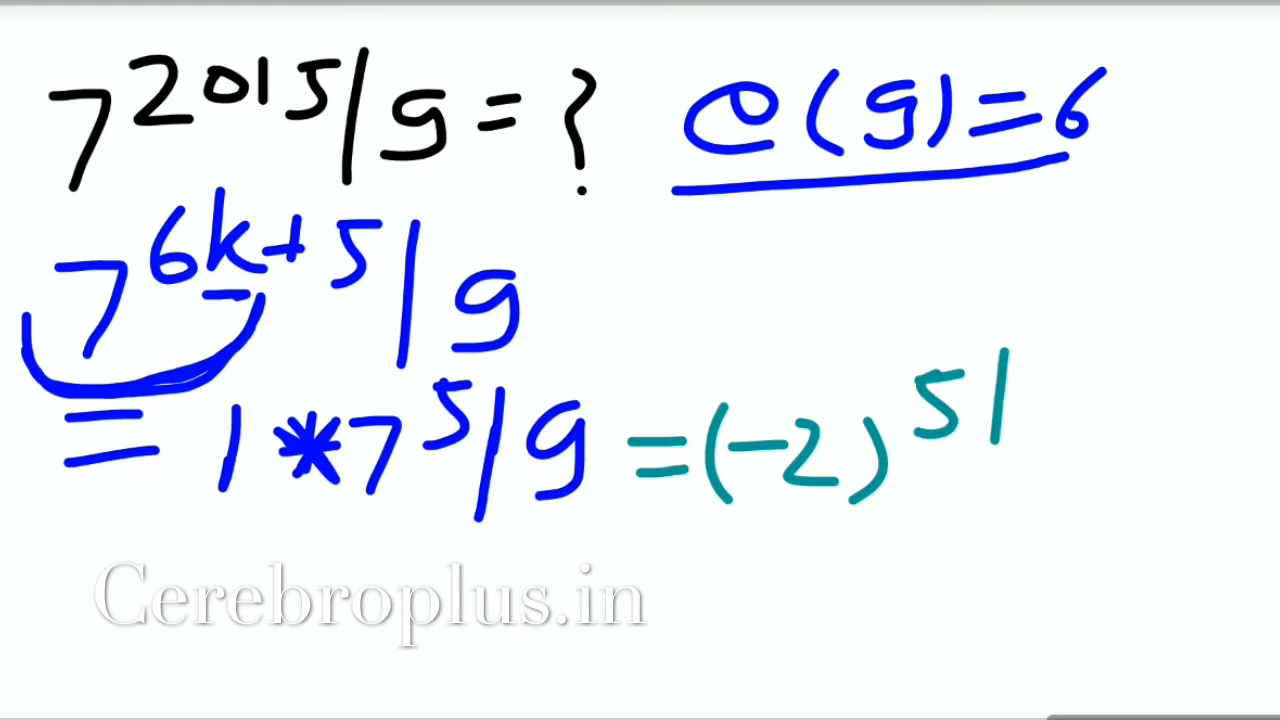 7^2015/9=? e(9)=6
7^6k+5/9
= 1*7^5/9 =(-2)^5/
Cerebroplus.in